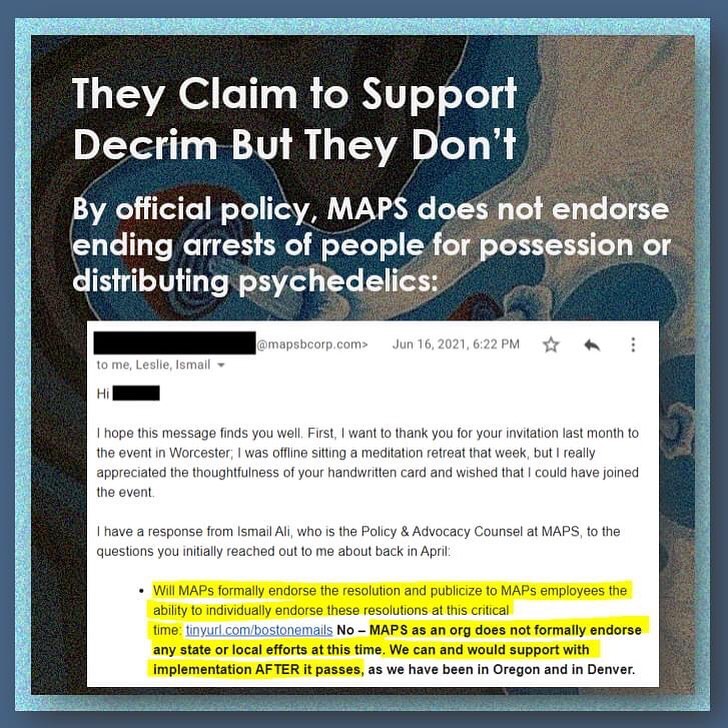 They Claim to Support
Decrim But They Don't
By official policy, MAPS does not endorse
ending arrests of people for possession or
distributing psychedelics:
@mapsbcorp.com> Jun 16, 2021, 6:22 PM
to me, Leslie, Ismail
Hi
I hope this message finds you well. First, I want to thank you for your invitation last month to
the event in Worcester; I was offline sitting a meditation retreat that week, but I really
appreciated the thoughtfulness of your handwritten card and wished that I could have joined
the event.
I have a response from Ismail Ali, who is the Policy & Advocacy Counsel at MAPS, to the
questions you initially reached out to me about back in April:
• Will MAPs formally endorse the resolution and publicize to MAPs employees the
ability to individually endorse these resolutions at this critical
time: tinyurl.com/bostonemails No – MAPS as an org does not formally endorse
any state or local efforts at this time. We can and would support with
implementation AFTER it passes, as we have been in Oregon and in Denver.